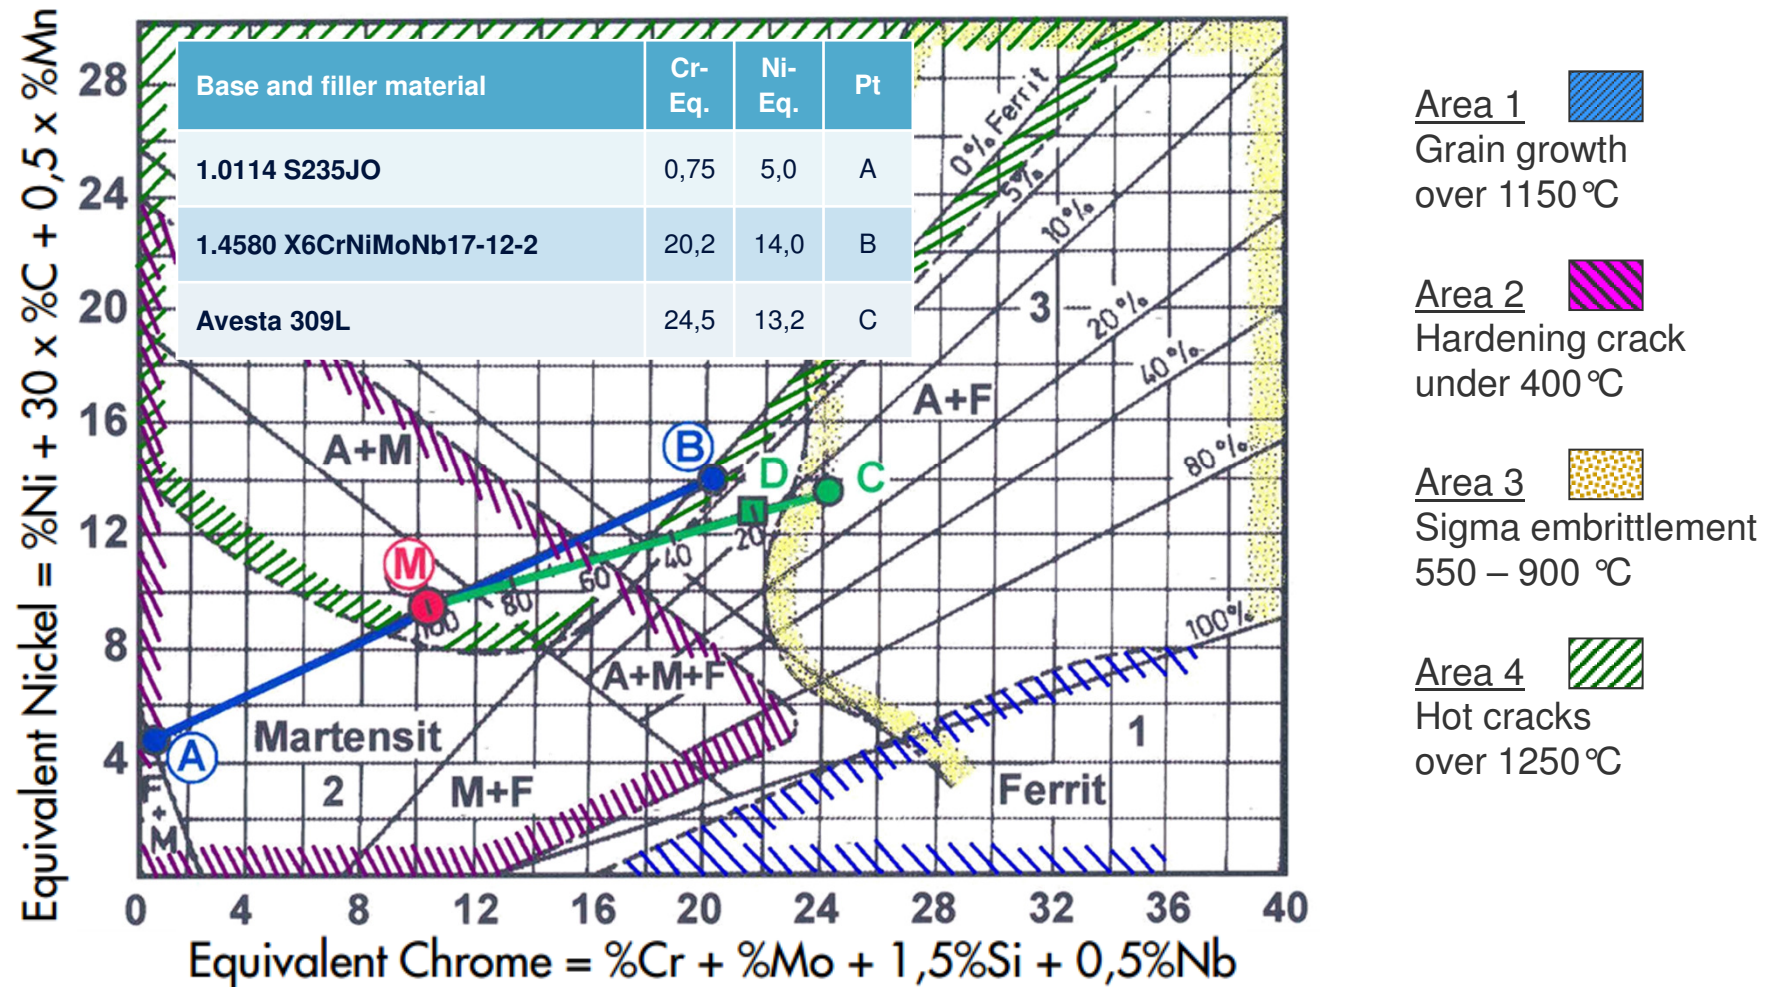 Equivalent Nickel = %Ni + 30 x %C + 0,5 x %Mn
28
24
20
16
12
8
4
0
4
8
12
16
20
24
28
32
36
40
Equivalent Chrome = %Cr + %Mo + 1,5%Si + 0,5%Nb
Base and filler material Cr-Eq. Ni-Eq. Pt
1.0114 S235JO 0,75 5,0 A
1.4580 X6CrNiMoNb17-12-2 20,2 14,0 B
Avesta 309L 24,5 13,2 C
0% Ferrit
5%
10%
3
20%
40%
A+F
80%
100%
A+M
B
D
C
M
20
40
60
80
100
A+M+F
Martensit
A
2
M+F
F
+
M
1
Ferrit
Area 1
Grain growth
over 1150°C
Area 2
Hardening crack
under 400°C
Area 3
Sigma embrittlement
550 – 900 °C
Area 4
Hot cracks
over 1250°C